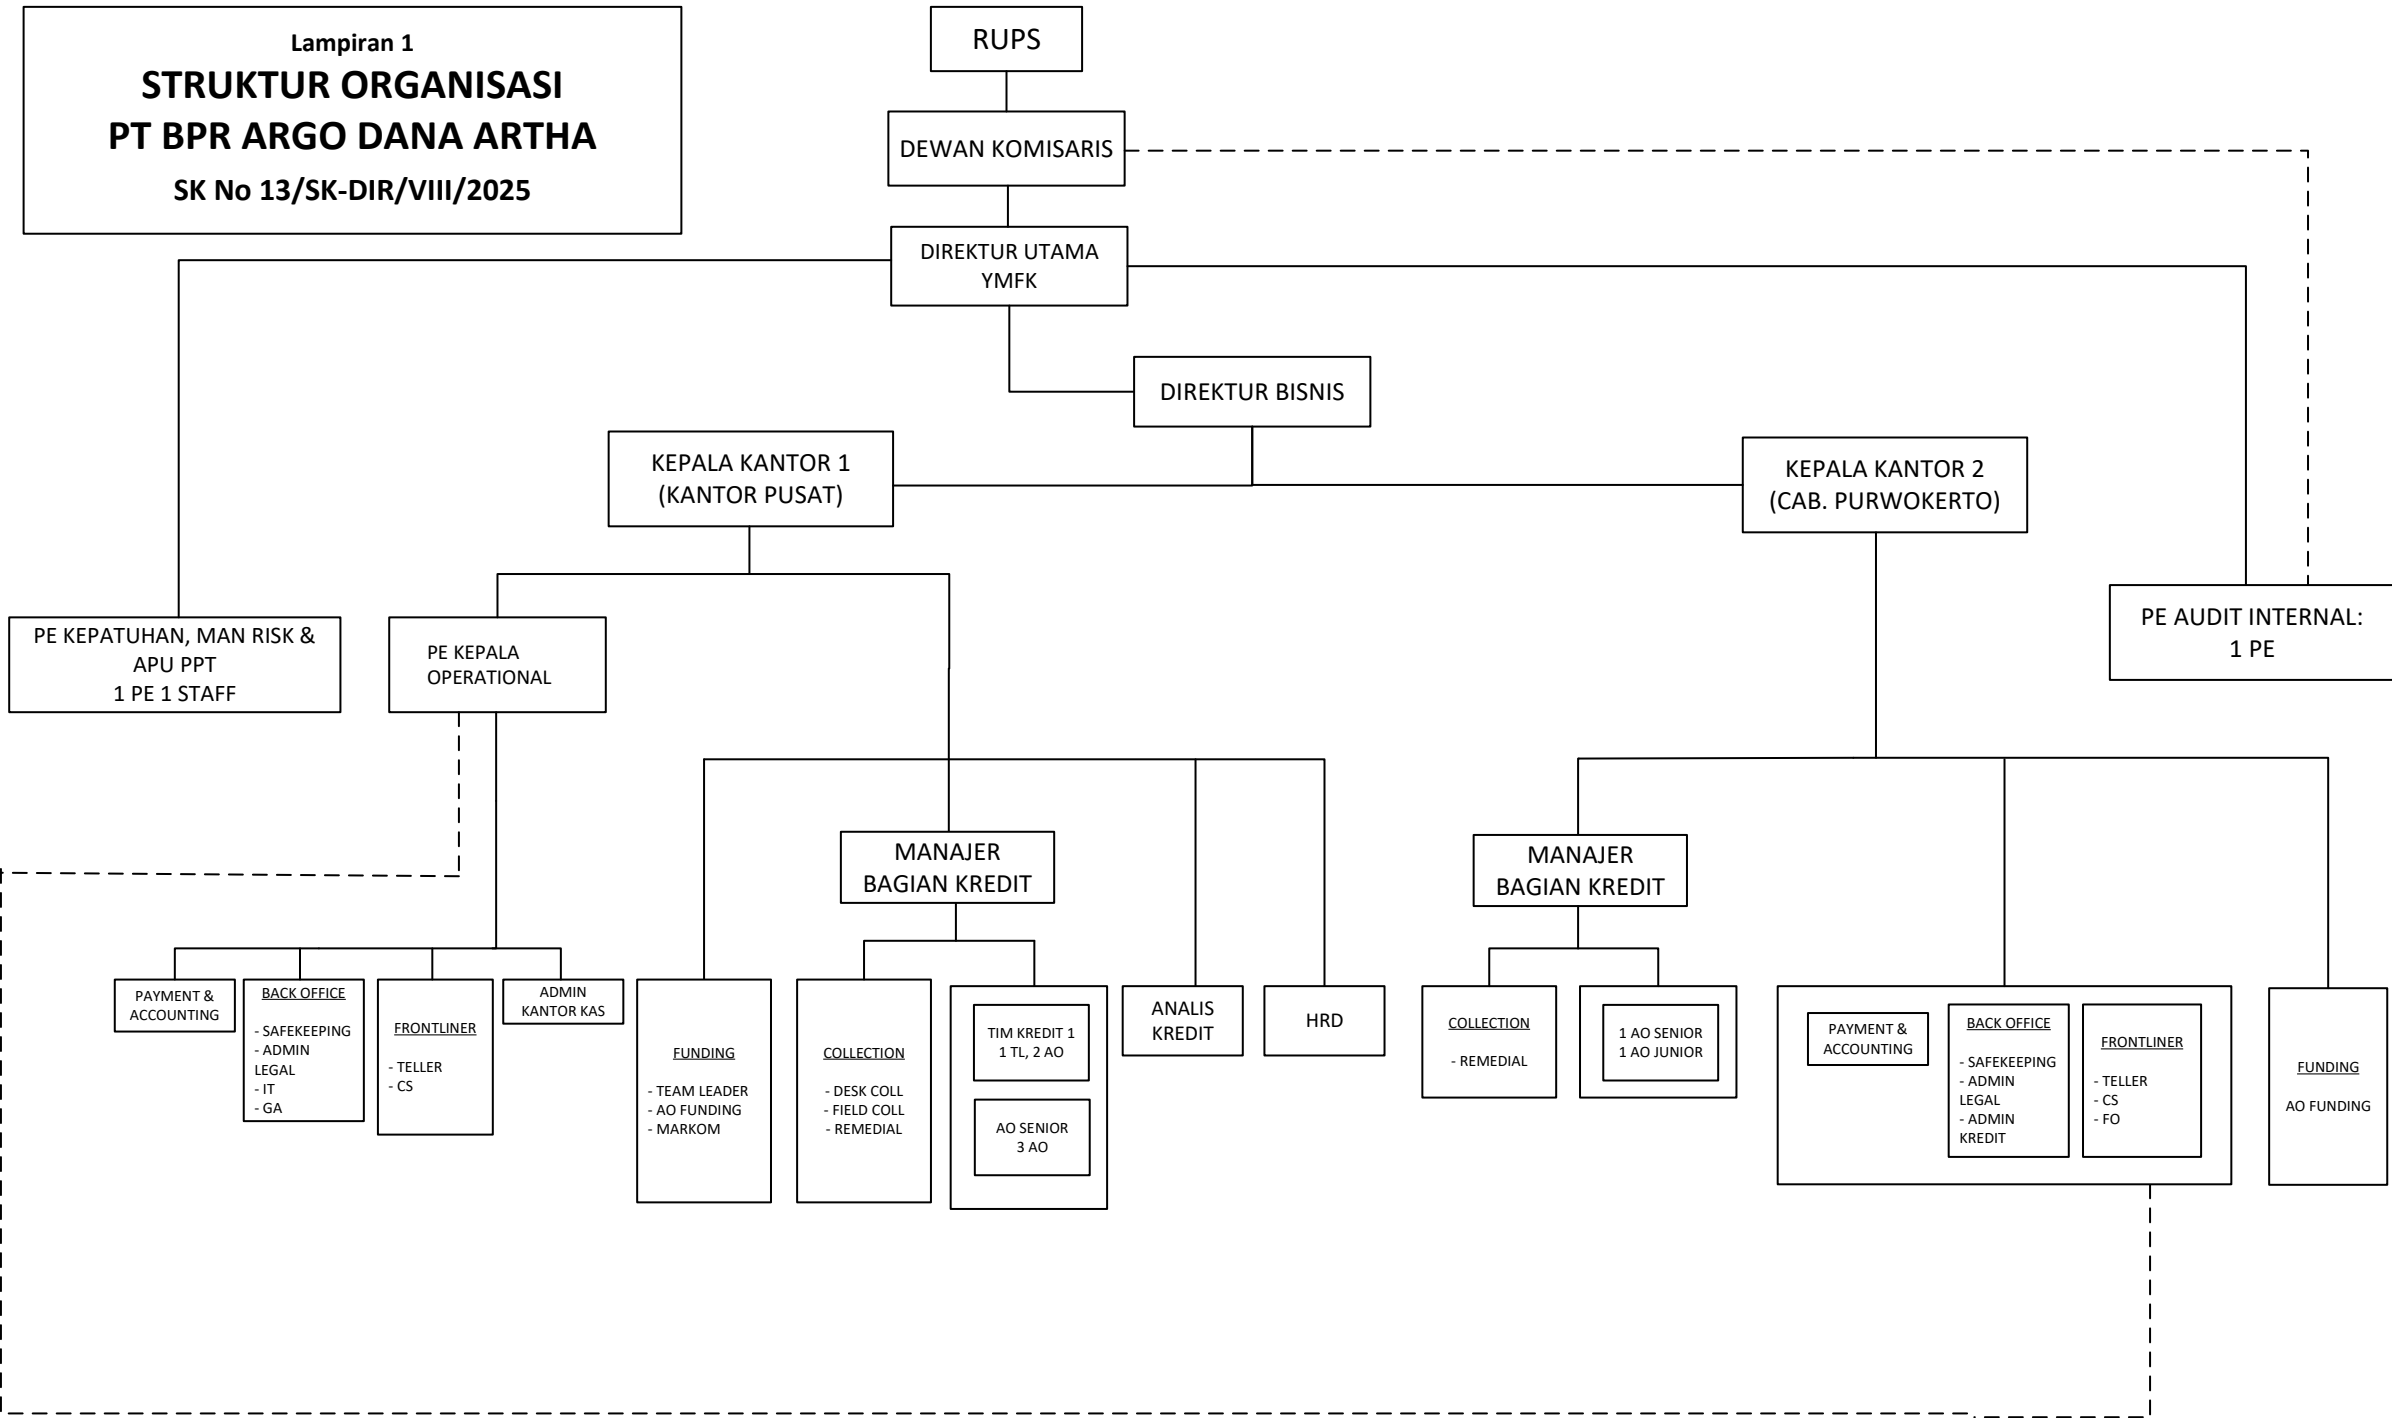 Lampiran 1
STRUKTUR ORGANISASI
PT BPR ARGO DANA ARTHA
SK No 13/SK-DIR/VIII/2025
RUPS
DEWAN KOMISARIS
DIREKTUR UTAMA
YMFK
DIREKTUR BISNIS
KEPALA KANTOR 1
(KANTOR PUSAT)
KEPALA KANTOR 2
(CAB. PURWOKERTO)
PE KEPATUHAN, MAN RISK &
APU PPT
1 PE 1 STAFF
PE KEPALA
OPERATIONAL
PE AUDIT INTERNAL:
1 PE
MANAJER
BAGIAN KREDIT
MANAJER
BAGIAN KREDIT
PAYMENT &
ACCOUNTING
BACK OFFICE
- SAFEKEEPING
- ADMIN
LEGAL
- IT
- GA
FRONTLINER
- TELLER
- CS
ADMIN
KANTOR KAS
FUNDING
- TEAM LEADER
- AO FUNDING
- MARKOM
COLLECTION
- DESK COLL
- FIELD COLL
- REMEDIAL
TIM KREDIT 1
1 TL, 2 AO
AO SENIOR
3 AO
ANALIS
KREDIT
HRD
COLLECTION
- REMEDIAL
1 AO SENIOR
1 AO JUNIOR
PAYMENT &
ACCOUNTING
BACK OFFICE
- SAFEKEEPING
- ADMIN
LEGAL
- ADMIN
KREDIT
FRONTLINER
- TELLER
- CS
- FO
FUNDING
AO FUNDING